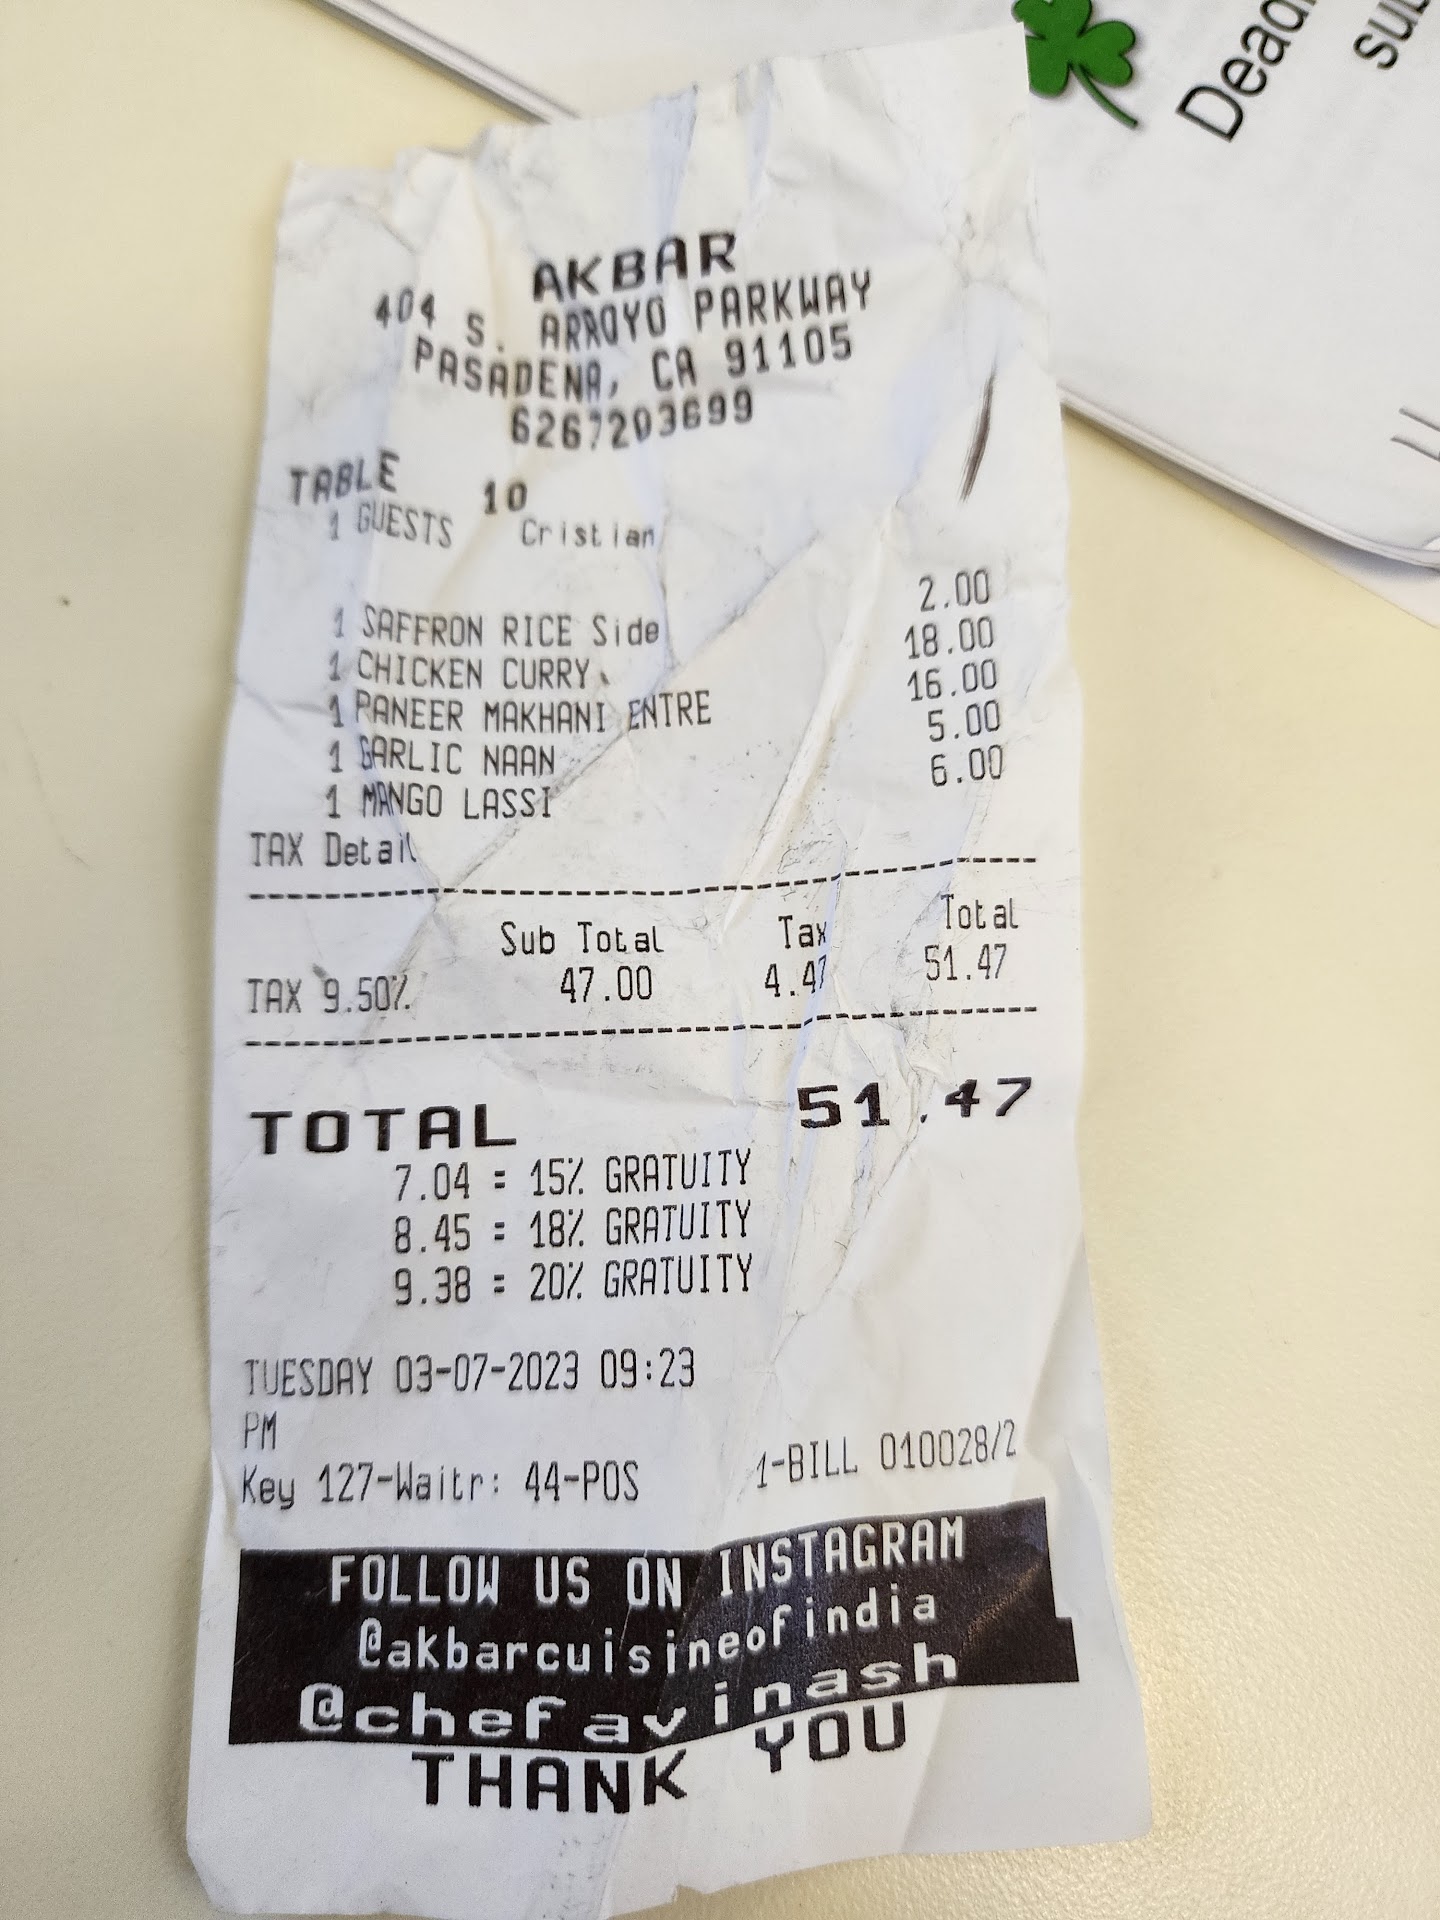 AKBAR
404 S. ARROYO PARKWAY
PASADENA, CA 91105
6267203699
TABLE 10
1 GUESTS Cristian
1 SAFFRON RICE Side 2.00
1 CHICKEN CURRY 18.00
1 PANEER MAKHANI ENTRE 16.00
1 GARLIC NAAN 5.00
1 MANGO LASSI 6.00
TAX Detail
Sub Total Tax Total
TAX 9.50% 47.00 4.47 51.47
TOTAL 51.47
7.04 = 15% GRATUITY
8.45 = 18% GRATUITY
9.38 = 20% GRATUITY
TUESDAY 03-07-2023 09:23
PM
Key 127-Waitr: 44-POS 1-BILL 010028/2
FOLLOW US ON INSTAGRAM
@akbarcuisineofindia
@chefavinash
THANK YOU